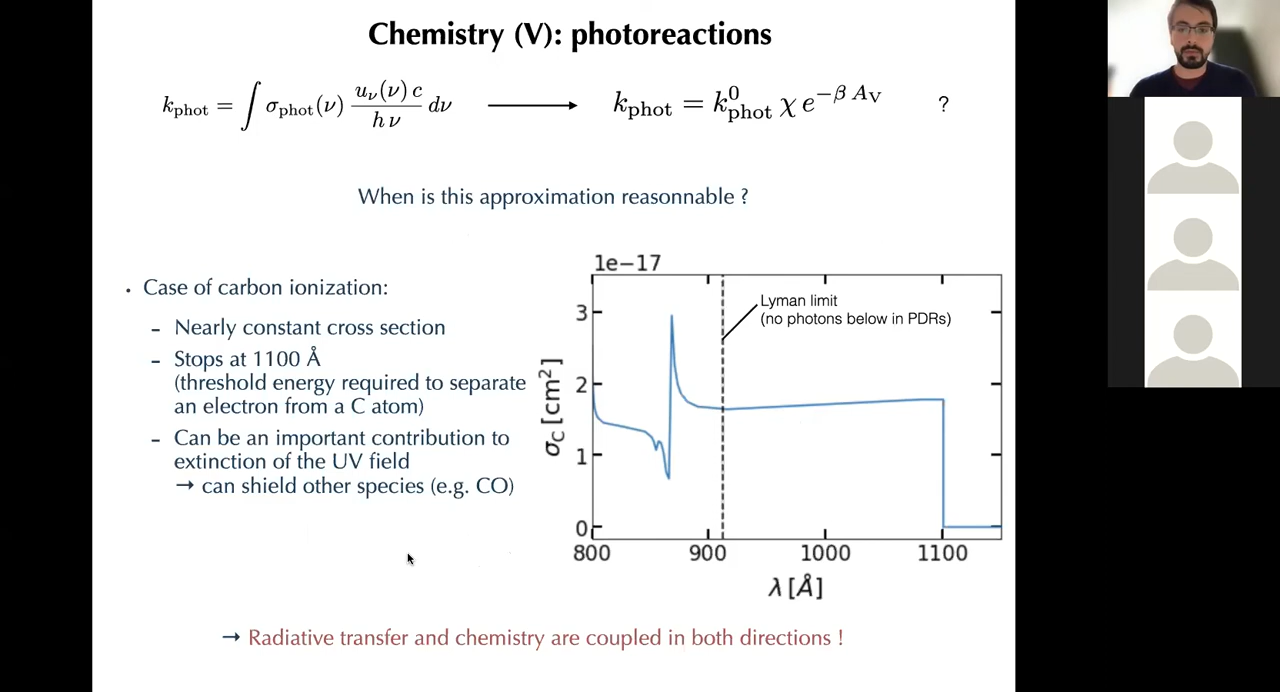 Chemistry (V): photoreactions
k_phot = ∫ σ_phot(ν) u_ν(ν) c / h ν dν ⟶ k_phot = k⁰_phot χ e^{−β A_V} ?
When is this approximation reasonnable ?
• Case of carbon ionization:
– Nearly constant cross section
– Stops at 1100 Å
(threshold energy required to separate
an electron from a C atom)
– Can be an important contribution to
extinction of the UV field
→ can shield other species (e.g. CO)
1e−17
Lyman limit
(no photons below in PDRs)
3
2
1
0
σ_C [cm²]
800 900 1000 1100
λ [Å]
→ Radiative transfer and chemistry are coupled in both directions !